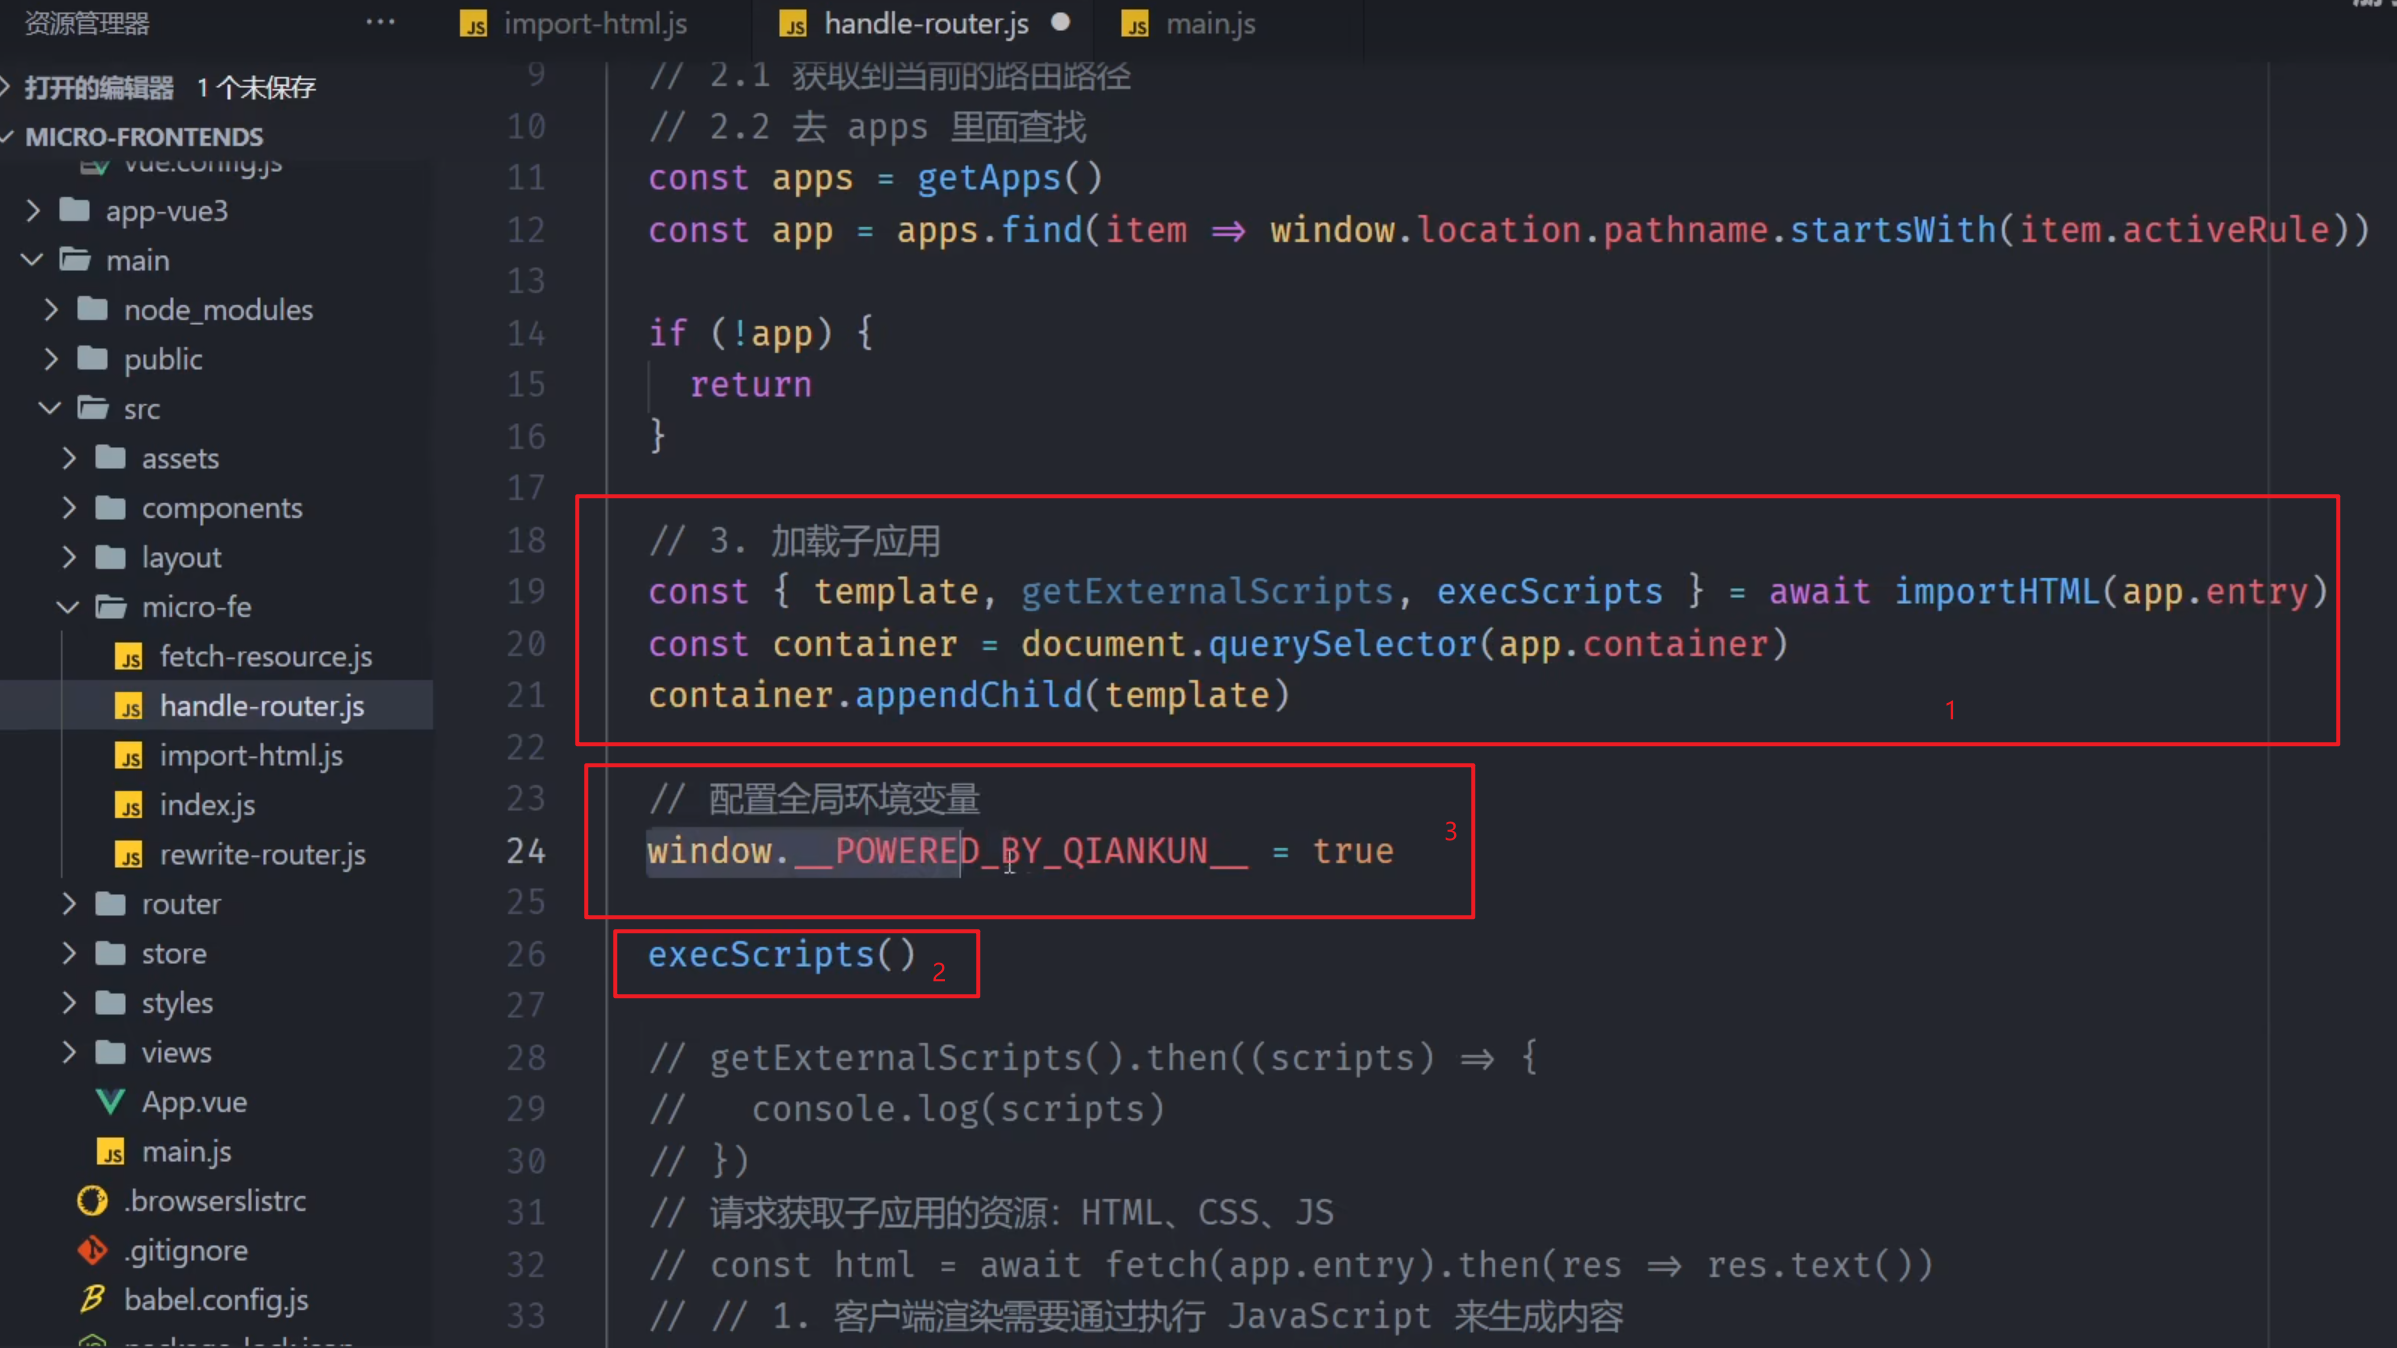 资源管理器 ···
import-html.js
handle-router.js
main.js
打开的编辑器 1 个未保存
MICRO-FRONTENDS
vue.config.js
app-vue3
main
node_modules
public
src
assets
components
layout
micro-fe
fetch-resource.js
handle-router.js
import-html.js
index.js
rewrite-router.js
router
store
styles
views
App.vue
main.js
.browserslistrc
.gitignore
babel.config.js
package-lock.json
9 // 2.1 获取到当前的路由路径
10 // 2.2 去 apps 里面查找
11 const apps = getApps()
12 const app = apps.find(item => window.location.pathname.startsWith(item.activeRule))
13
14 if (!app) {
15 return
16 }
17
18 // 3. 加载子应用
19 const { template, getExternalScripts, execScripts } = await importHTML(app.entry)
20 const container = document.querySelector(app.container)
21 container.appendChild(template)
1
22
23 // 配置全局环境变量
24 window.__POWERED_BY_QIANKUN__ = true
3
25
26 execScripts()
2
27
28 // getExternalScripts().then((scripts) => {
29 // console.log(scripts)
30 // })
31 // 请求获取子应用的资源：HTML、CSS、JS
32 // const html = await fetch(app.entry).then(res => res.text())
33 // // 1. 客户端渲染需要通过执行 JavaScript 来生成内容